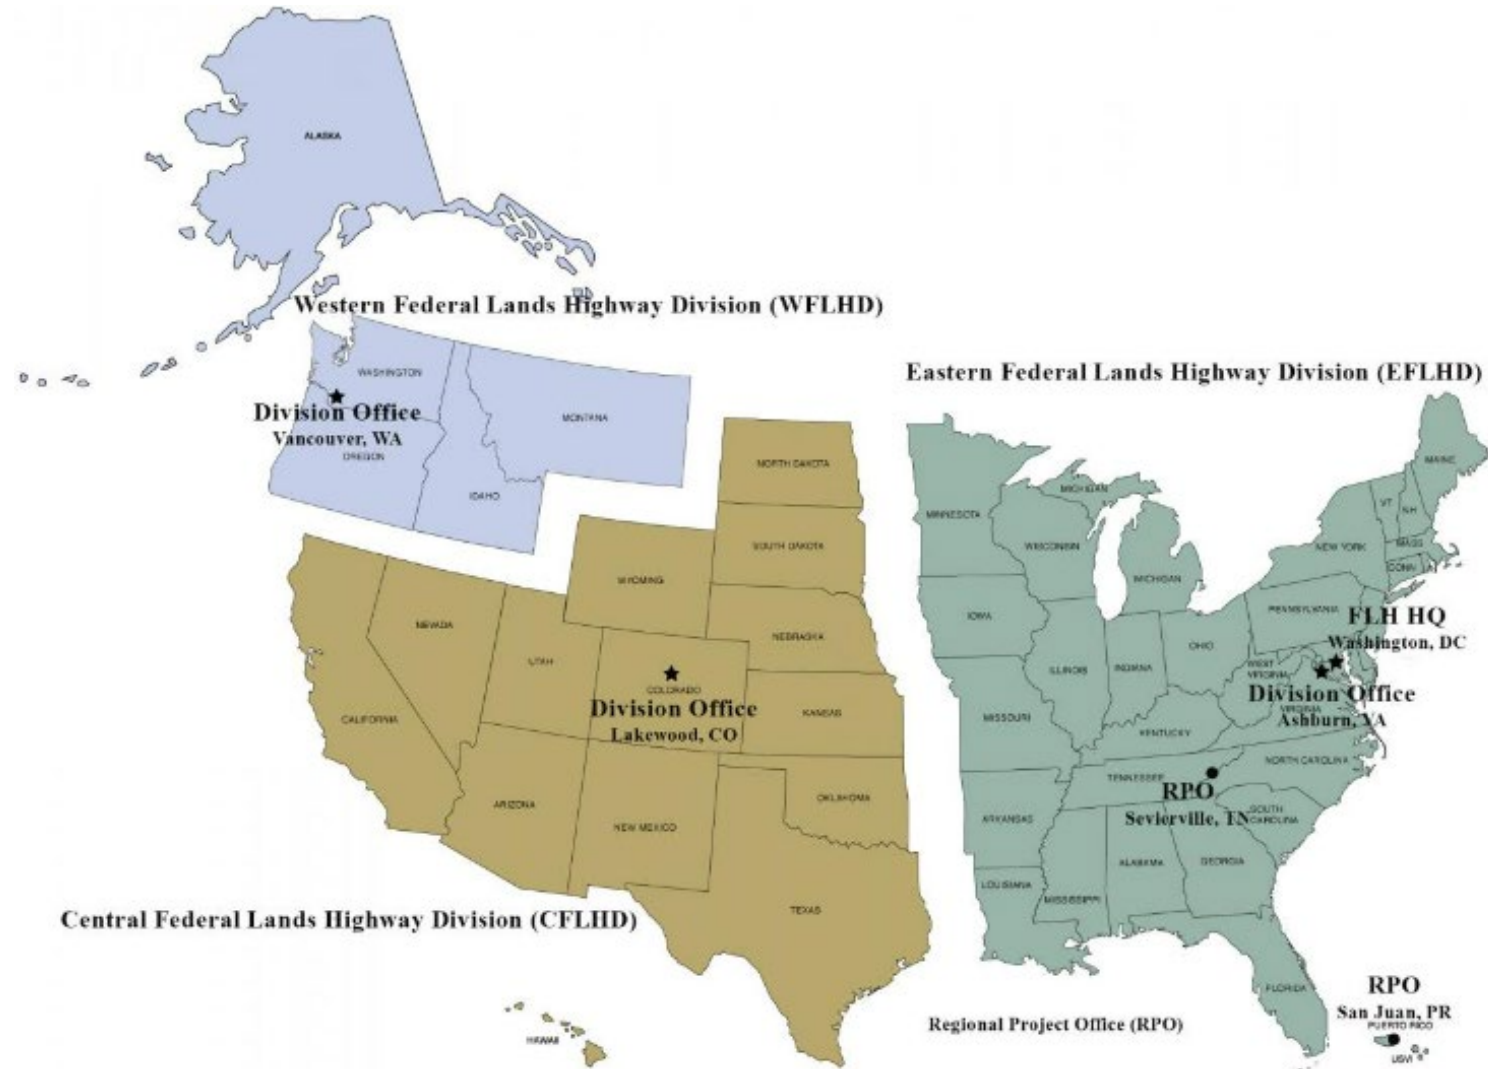 ALASKA
Western Federal Lands Highway Division (WFLHD)
WASHINGTON
Division Office
Vancouver, WA
OREGON
IDAHO
MONTANA
Eastern Federal Lands Highway Division (EFLHD)
NORTH DAKOTA
SOUTH DAKOTA
WYOMING
NEBRASKA
NEVADA
UTAH
COLORADO
Division Office
Lakewood, CO
KANSAS
CALIFORNIA
ARIZONA
NEW MEXICO
OKLAHOMA
TEXAS
Central Federal Lands Highway Division (CFLHD)
HAWAII
MINNESOTA
MICHIGAN
WISCONSIN
MICHIGAN
IOWA
ILLINOIS
INDIANA
OHIO
MAINE
VT
NH
MASS
NEW YORK
CONN
PENNSYLVANIA
FLH HQ
Washington, DC
WEST
VIRGINIA
Division Office
VIRGINIA
Ashburn, VA
MISSOURI
KENTUCKY
NORTH CAROLINA
TENNESSEE
RPO
Sevierville, TN
SOUTH
CAROLINA
ARKANSAS
ALABAMA
GEORGIA
LOUISIANA
MISSISSIPPI
FLORIDA
RPO
San Juan, PR
PUERTO RICO
USVI
Regional Project Office (RPO)